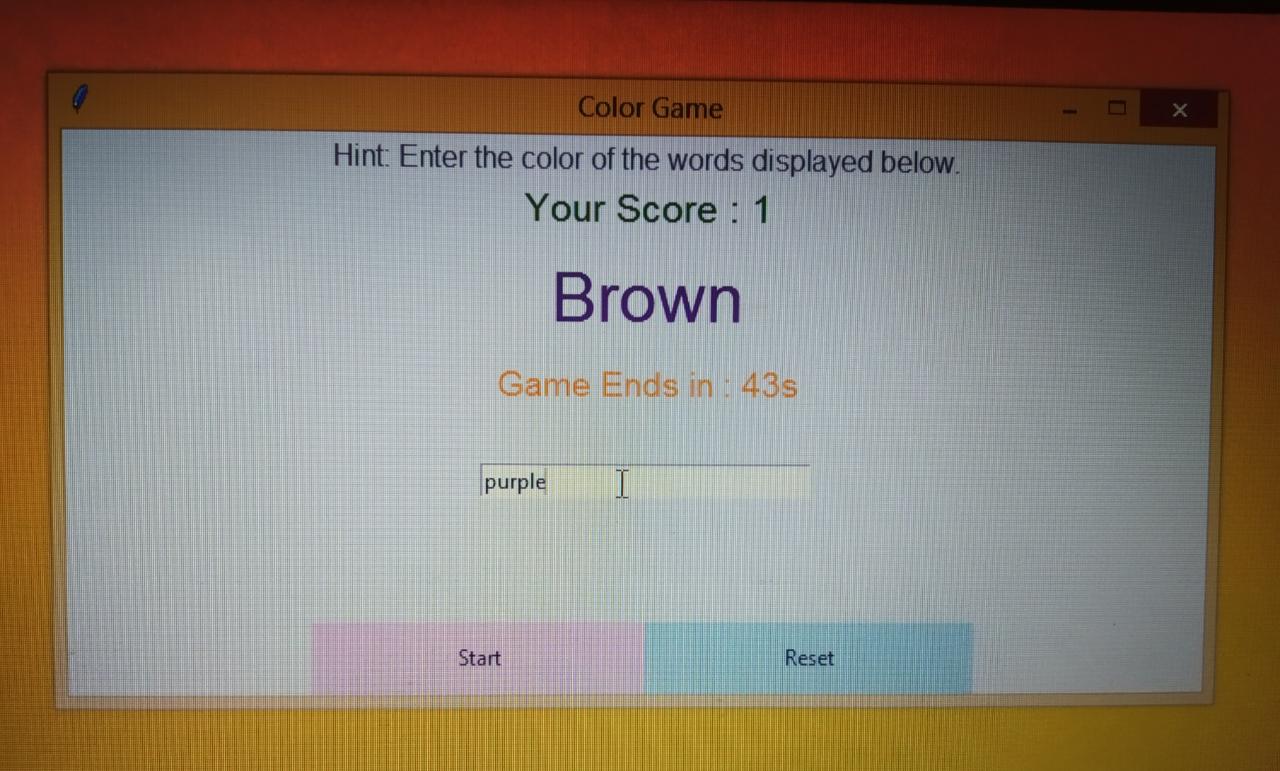 Color Game
Hint: Enter the color of the words displayed below.
Your Score : 1
Brown
Game Ends in : 43s
purple
Start
Reset